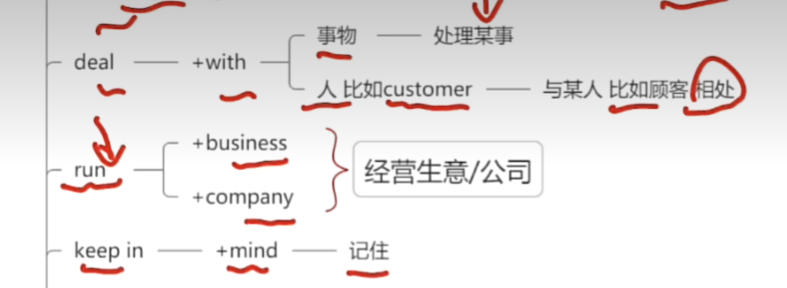 事物 处理某事
deal +with
人 比如customer 与某人 比如顾客 相处
+business
run 经营生意/公司
+company
keep in +mind 记住